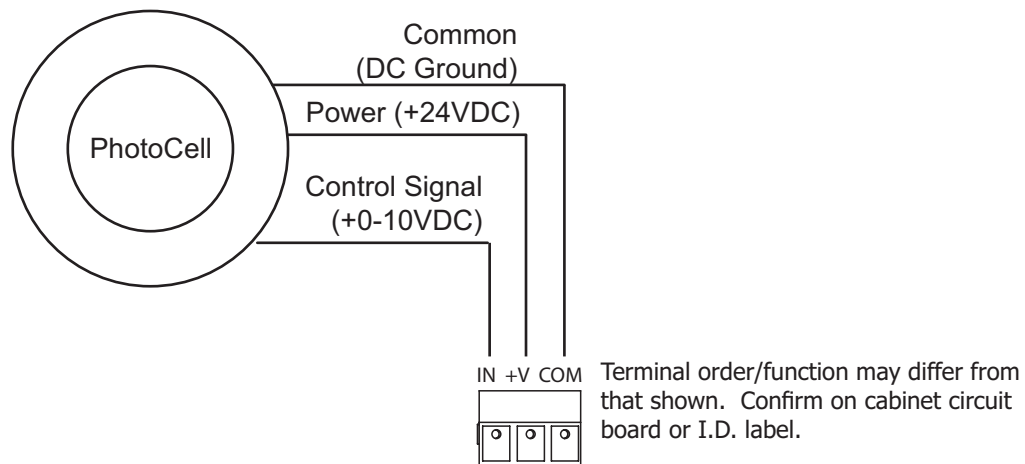 Common
(DC Ground)
Power (+24VDC)
PhotoCell
Control Signal
(+0-10VDC)
IN +V COM
Terminal order/function may differ from
that shown. Confirm on cabinet circuit
board or I.D. label.